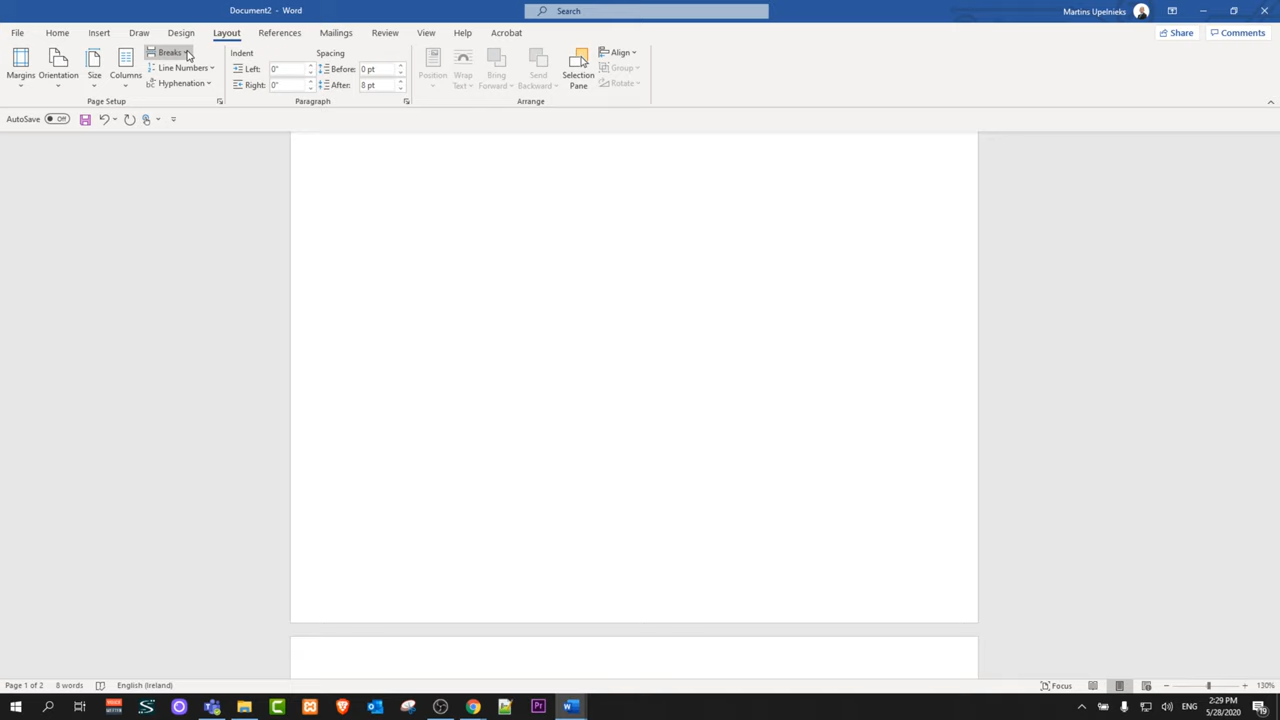 Document2 - Word
Search
Martins Upelnieks
File Home Insert Draw Design Layout References Mailings Review View Help Acrobat
Share Comments
Margins Orientation Size Columns
Breaks
Line Numbers
Hyphenation
Page Setup
Indent
Left: 0"
Right: 0"
Spacing
Before: 0 pt
After: 8 pt
Paragraph
Position
Wrap Text
Bring Forward
Send Backward
Selection Pane
Align
Group
Rotate
Arrange
AutoSave Off
Page 1 of 2 8 words English (Ireland)
Focus 130%
ENG
2:29 PM
5/28/2020